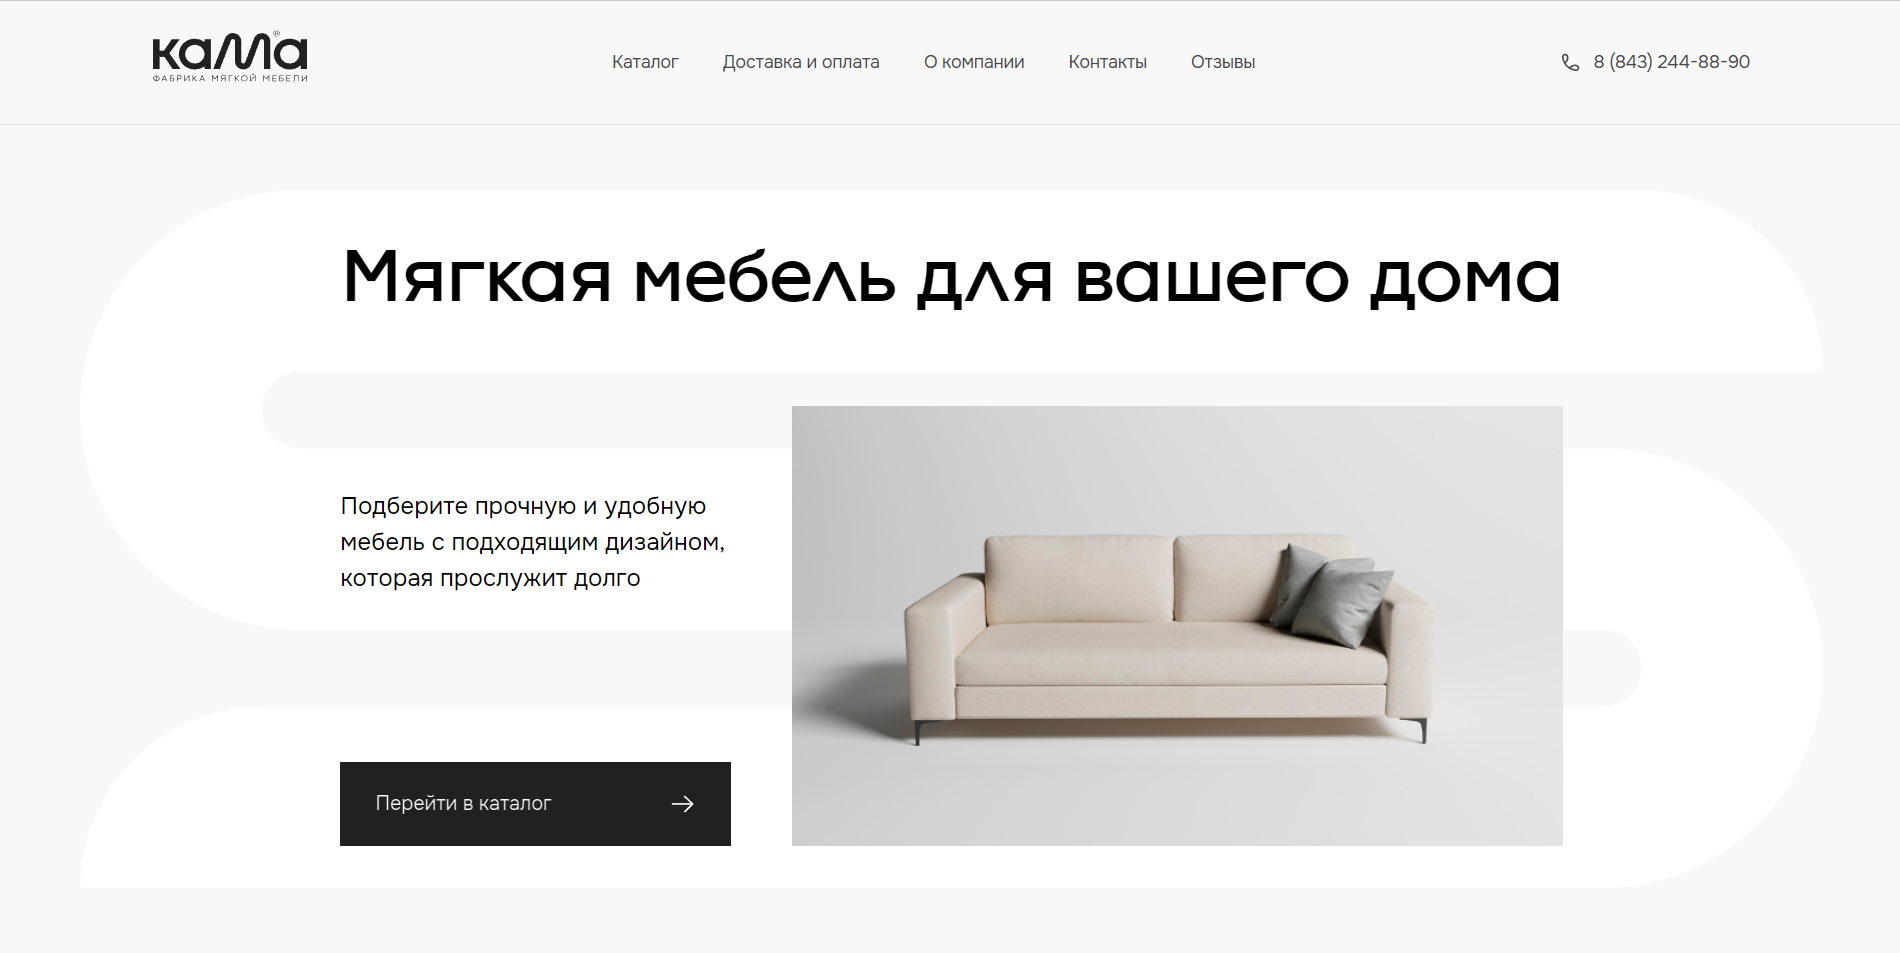 кама®
ФАБРИКА МЯГКОЙ МЕБЕЛИ
Каталог
Доставка и оплата
О компании
Контакты
Отзывы
8 (843) 244-88-90
Мягкая мебель для вашего дома
Подберите прочную и удобную
мебель с подходящим дизайном,
которая прослужит долго
Перейти в каталог